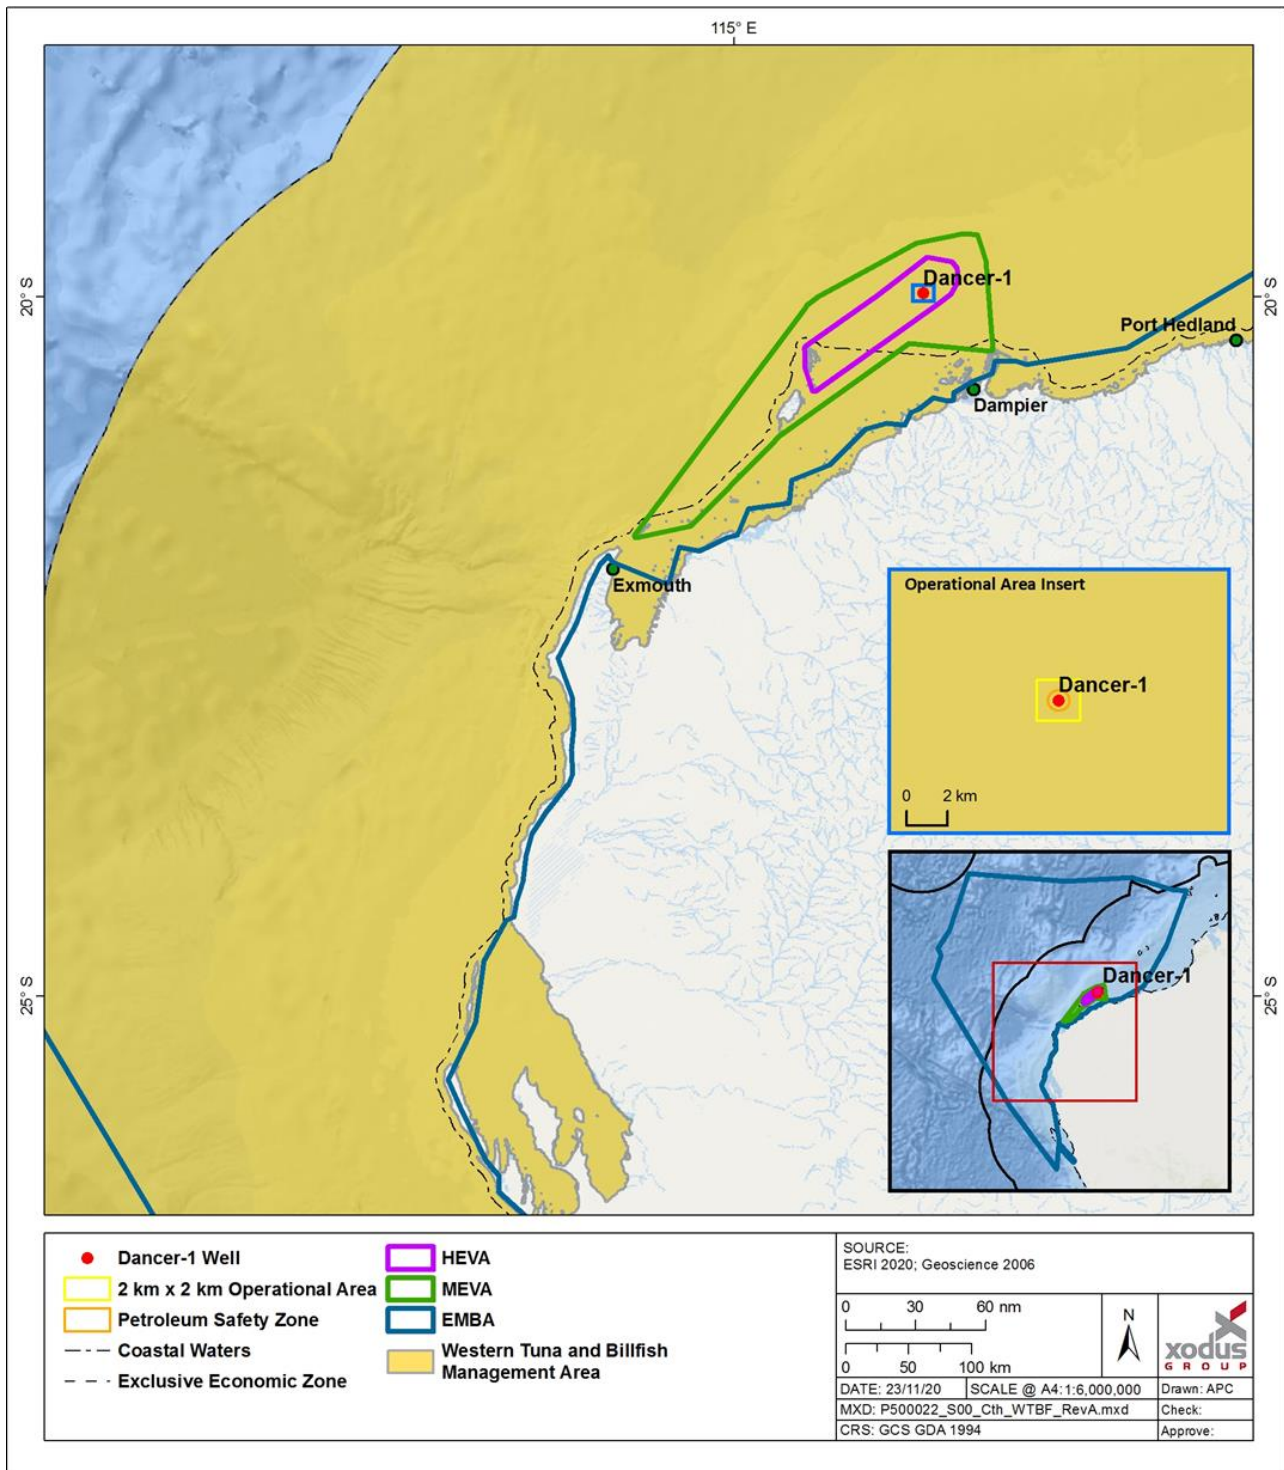 115° E
20° S
20° S
Dancer-1
Port Hedland
Dampier
Exmouth
Operational Area Insert
Dancer-1
0 2 km
25° S
25° S
Dancer-1
Dancer-1 Well
2 km x 2 km Operational Area
Petroleum Safety Zone
Coastal Waters
Exclusive Economic Zone
HEVA
MEVA
EMBA
Western Tuna and Billfish
Management Area
SOURCE:
ESRI 2020; Geoscience 2006
0 30 60 nm
0 50 100 km
N
xodus
GROUP
DATE: 23/11/20
SCALE @ A4:1:6,000,000
Drawn: APC
MXD: P500022_S00_Cth_WTBF_RevA.mxd
Check:
CRS: GCS GDA 1994
Approve: